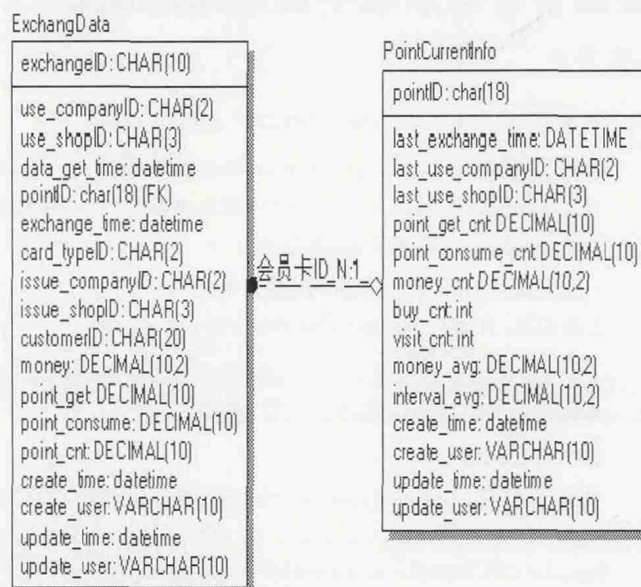 ExchangData
exchangeID: CHAR(10)
use_companyID: CHAR(2)
use_shopID: CHAR(3)
data_get_time: datetime
pointID: char(18) (FK)
exchange_time: datetime
card_typeID: CHAR(2)
issue_companyID: CHAR(2)
issue_shopID: CHAR(3)
customerID: CHAR(20)
money: DECIMAL(10,2)
point_get: DECIMAL(10)
point_consume: DECIMAL(10)
point_cnt: DECIMAL(10)
create_time: datetime
create_user: VARCHAR(10)
update_time: datetime
update_user: VARCHAR(10)
会员卡ID_N:1_
PointCurrentInfo
pointID: char(18)
last_exchange_time: DATETIME
last_use_companyID: CHAR(2)
last_use_shopID: CHAR(3)
point_get_cnt: DECIMAL(10)
point_consume_cnt: DECIMAL(10)
money_cnt: DECIMAL(10,2)
buy_cnt: int
visit_cnt: int
money_avg: DECIMAL(10,2)
interval_avg: DECIMAL(10,2)
create_time: datetime
create_user: VARCHAR(10)
update_time: datetime
update_user: VARCHAR(10)